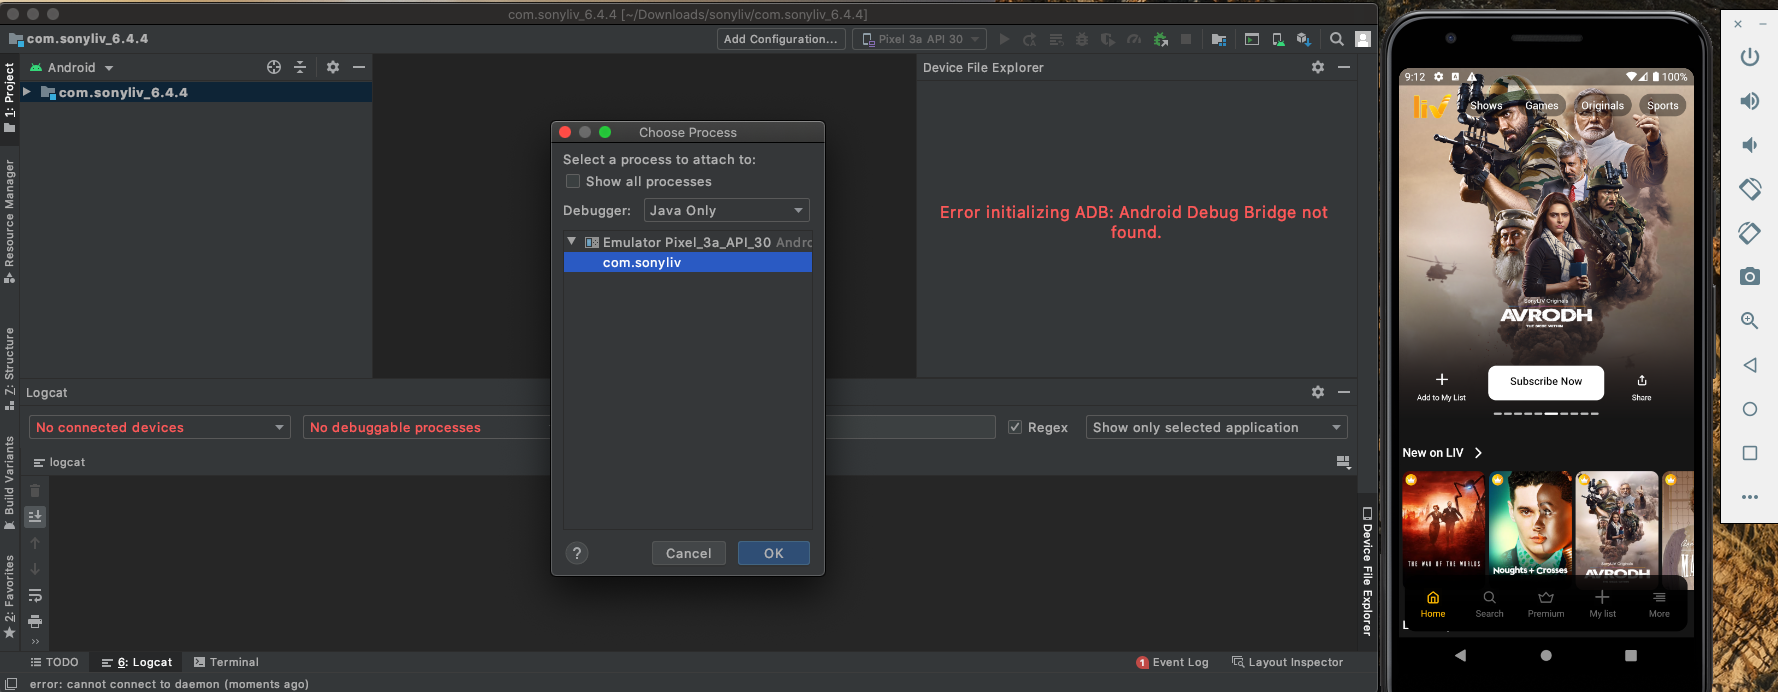 com.sonyliv_6.4.4 [~/Downloads/sonyliv/com.sonyliv_6.4.4]
com.sonyliv_6.4.4
Add Configuration...
Pixel 3a API 30
1: Project
Resource Manager
Z: Structure
Build Variants
2: Favorites
Android
com.sonyliv_6.4.4
Device File Explorer
Error initializing ADB: Android Debug Bridge not
found.
Choose Process
Select a process to attach to:
Show all processes
Debugger:
Java Only
Emulator Pixel_3a_API_30 Andro
com.sonyliv
?
Cancel
OK
Logcat
No connected devices
No debuggable processes
Regex
Show only selected application
logcat
Device File Explorer
TODO
6: Logcat
Terminal
1 Event Log
Layout Inspector
error: cannot connect to daemon (moments ago)
9:12
100%
liv
Shows
Games
Originals
Sports
SonyLIV Originals
AVRODH
THE SIEGE WITHIN
Add to My List
Subscribe Now
Share
New on LIV
THE WAR OF THE WORLDS
Noughts + Crosses
AVRODH
Home
Search
Premium
My list
More